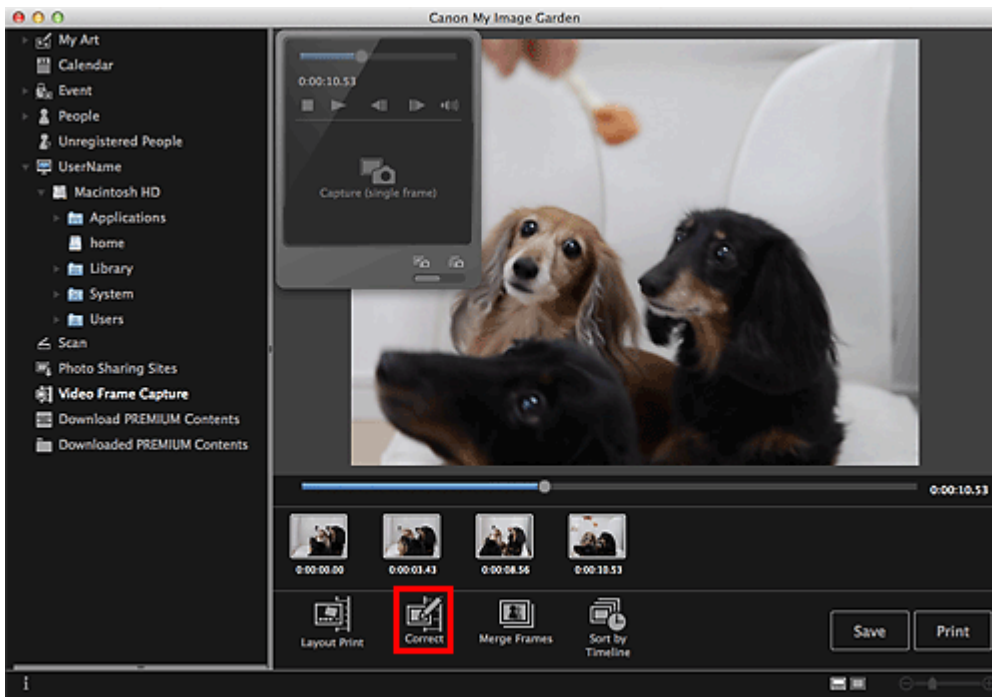 Canon My Image Garden
My Art
Calendar
Event
People
Unregistered People
UserName
Macintosh HD
Applications
home
Library
System
Users
Scan
Photo Sharing Sites
Video Frame Capture
Download PREMIUM Contents
Downloaded PREMIUM Contents
0:00:10.53
Capture (single frame)
0:00:10.53
0:00:00.00
0:00:03.43
0:00:08.56
0:00:10.53
Layout Print
Correct
Merge Frames
Sort by
Timeline
Save
Print